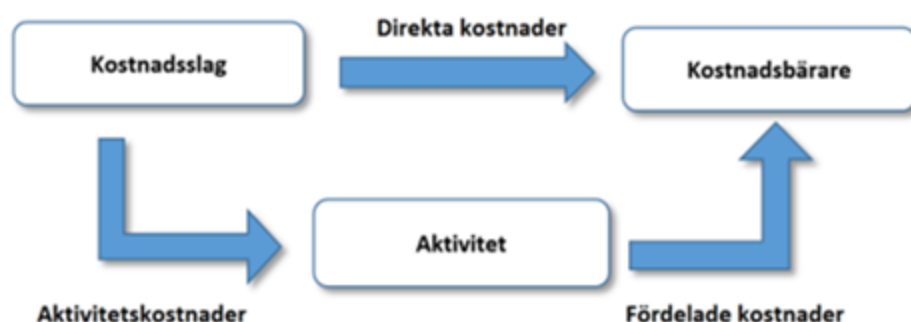 Direkta kostnader
Kostnadsslag
Kostnadsbärare
Aktivitet
Aktivitetskostnader
Fördelade kostnader